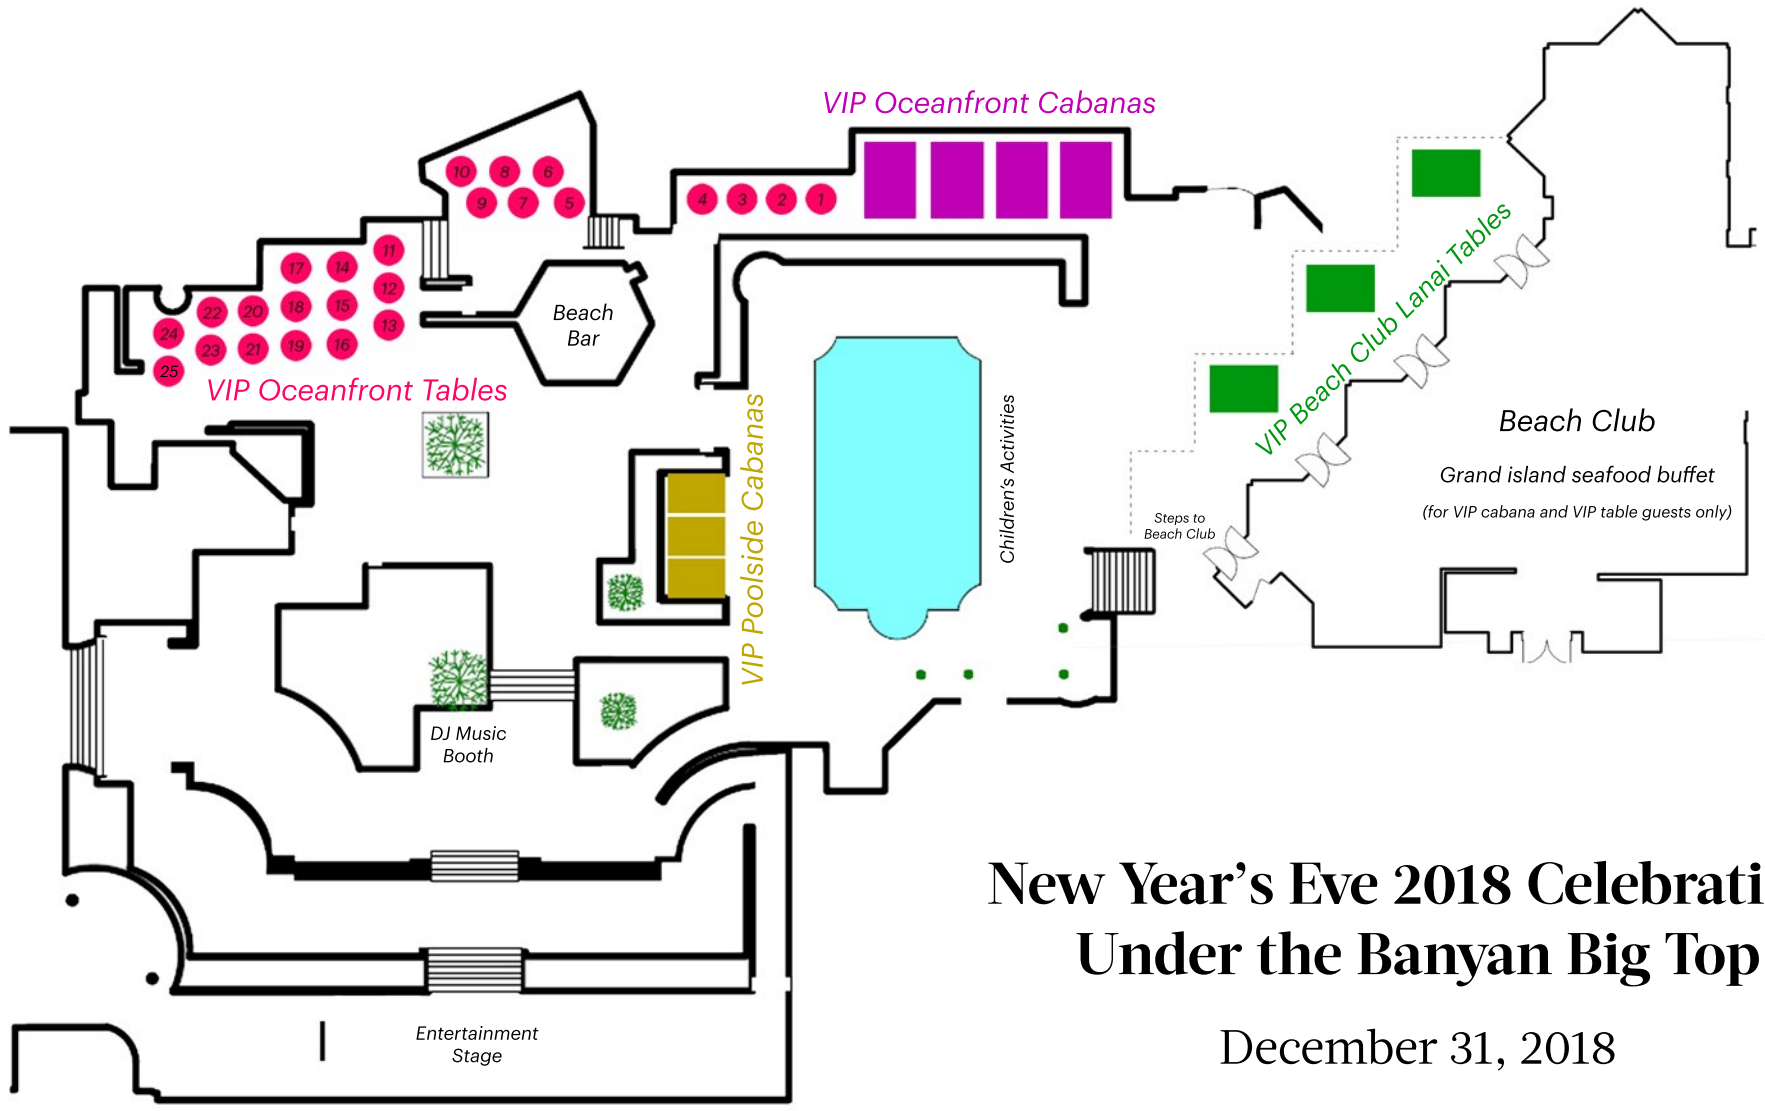 VIP Oceanfront Cabanas
10 8 6
9 7 5
4 3 2 1
11
17 14
12
22 20 18 15
13
24
23 21 19 16
25
VIP Oceanfront Tables
Beach
Bar
VIP Poolside Cabanas
Children's Activities
VIP Beach Club Lanai Tables
Steps to
Beach Club
Beach Club
Grand island seafood buffet
(for VIP cabana and VIP table guests only)
DJ Music
Booth
Entertainment
Stage
New Year's Eve 2018 Celebrati
Under the Banyan Big Top
December 31, 2018